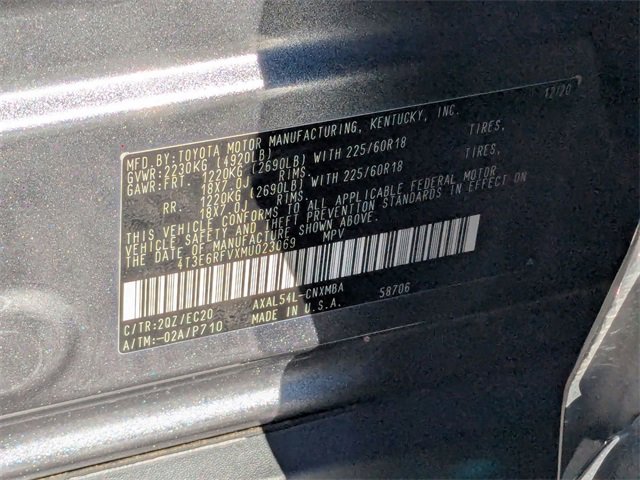 MFD.BY:TOYOTA MOTOR MANUFACTURING, KENTUCKY, INC. 12/20
GVWR:2230KG (4920LB)
GAWR:FRT. 1220KG (2690LB) WITH 225/60R18 TIRES,
18X7.0J RIMS.
RR. 1220KG (2690LB) WITH 225/60R18 TIRES,
18X7.0J RIMS.
THIS VEHICLE CONFORMS TO ALL APPLICABLE FEDERAL MOTOR
VEHICLE SAFETY AND THEFT PREVENTION STANDARDS IN EFFECT ON
THE DATE OF MANUFACTURE SHOWN ABOVE.
4T3E6RFVXMU023069 MPV
C/TR:2QZ/EC20 AXAL54L-CNXMBA 58706
A/TM:-02A/P710 MADE IN U.S.A.